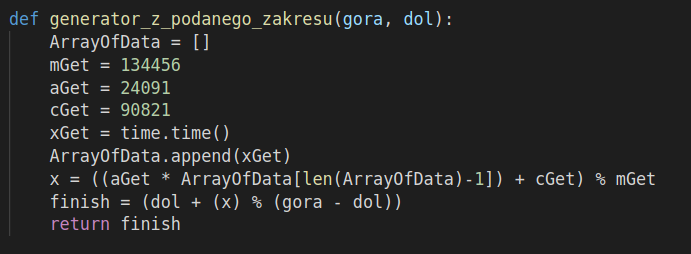 def generator_z_podanego_zakresu(gora, dol):
    ArrayOfData = []
    mGet = 134456
    aGet = 24091
    cGet = 90821
    xGet = time.time()
    ArrayOfData.append(xGet)
    x = ((aGet * ArrayOfData[len(ArrayOfData)-1]) + cGet) % mGet
    finish = (dol + (x) % (gora - dol))
    return finish